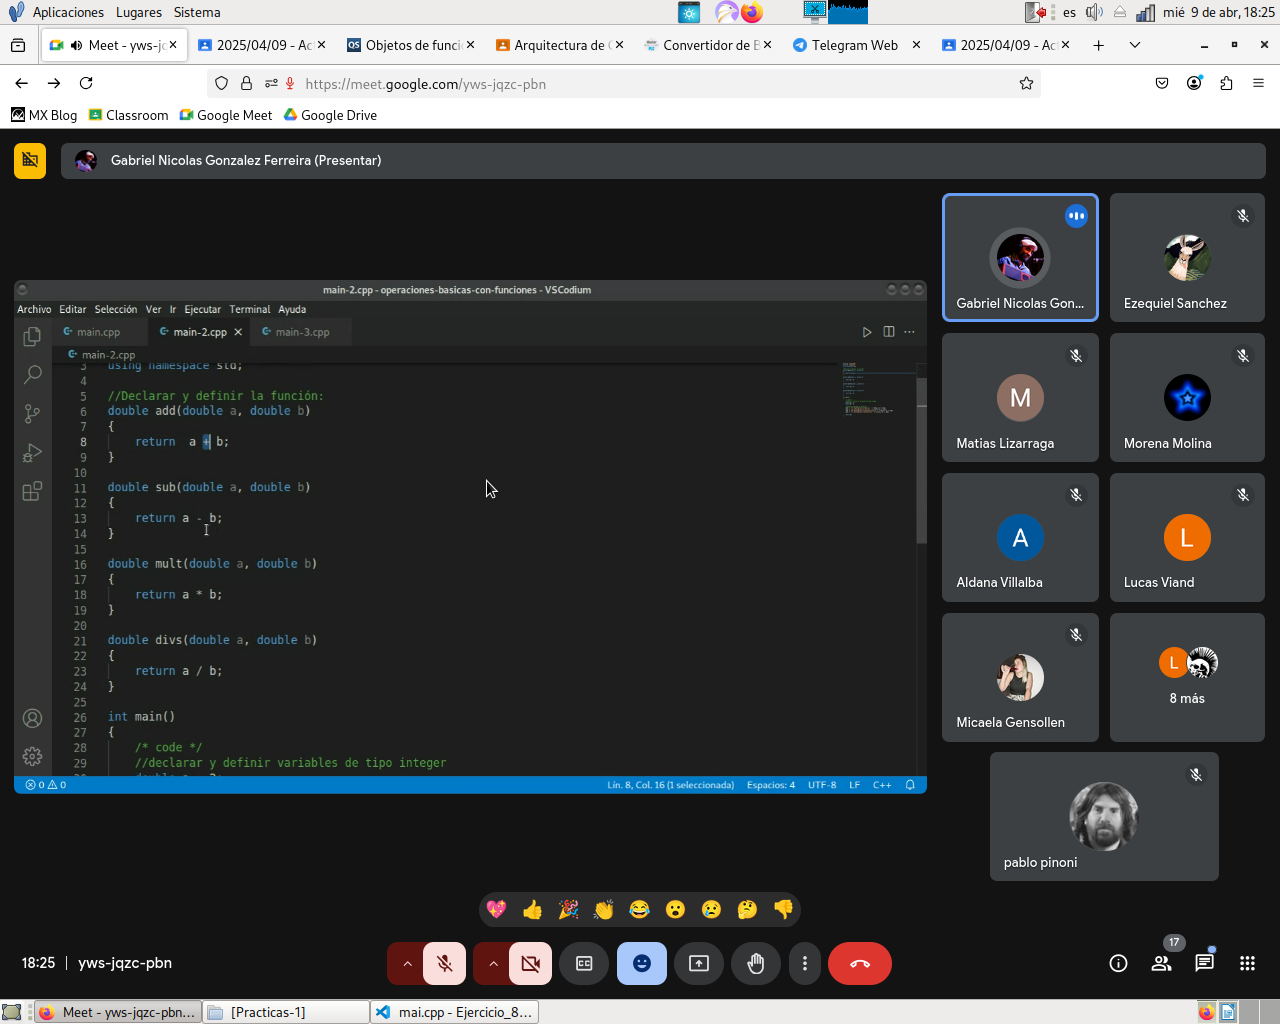 Aplicaciones Lugares Sistema es mié 9 de abr, 18:25
Meet - yws-jqzc 2025/04/09 - Act Objetos de funci Arquitectura de Convertidor de B Telegram Web 2025/04/09 - Act
https://meet.google.com/yws-jqzc-pbn
MX Blog Classroom Google Meet Google Drive
Gabriel Nicolas Gonzalez Ferreira (Presentar)
main-2.cpp - operaciones-basicas-con-funciones - VSCodium
Archivo Editar Selección Ver Ir Ejecutar Terminal Ayuda
main.cpp main-2.cpp main-3.cpp
main-2.cpp
3 using namespace std;
4
5 //Declarar y definir la función:
6 double add(double a, double b)
7 {
8 return  a + b;
9 }
10
11 double sub(double a, double b)
12 {
13 return a - b;
14 }
15
16 double mult(double a, double b)
17 {
18 return a * b;
19 }
20
21 double divs(double a, double b)
22 {
23 return a / b;
24 }
25
26 int main()
27 {
28 /* code */
29 //declarar y definir variables de tipo integer
0 0 Lín. 8, Col. 16 (1 seleccionada) Espacios: 4 UTF-8 LF C++
Gabriel Nicolas Gon...
Ezequiel Sanchez
M
Matias Lizarraga
Morena Molina
A
Aldana Villalba
L
Lucas Viand
Micaela Gensollen
L
8 más
pablo pinoni
18:25 | yws-jqzc-pbn
CC
17
Meet - yws-jqzc-pbn... [Practicas-1] mai.cpp - Ejercicio_8...